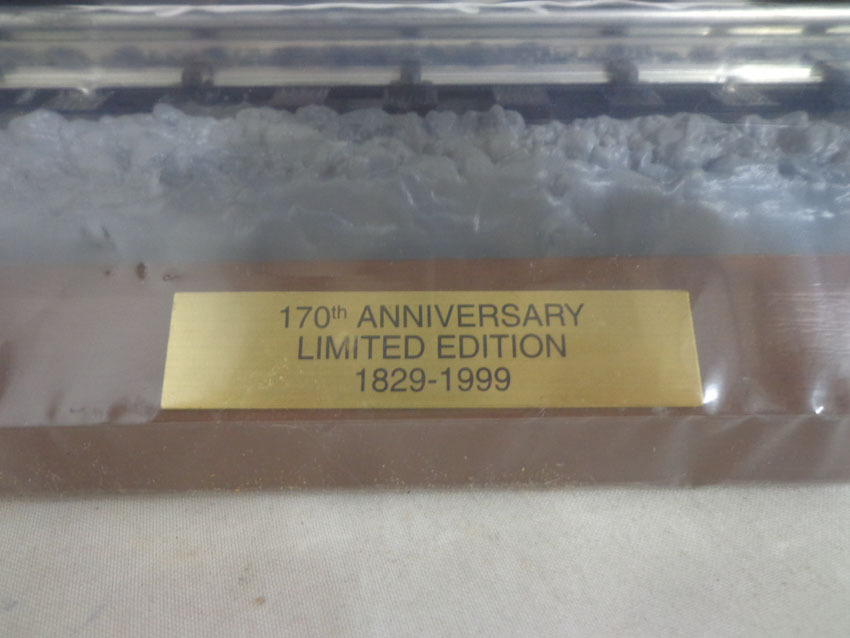 170th ANNIVERSARY
LIMITED EDITION
1829-1999